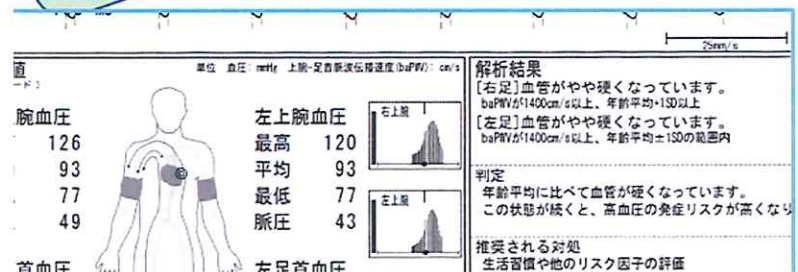 25mm/s
値
単位 血圧: mmHg 上腕-足首脈波伝播速度(baPWV): cm/s
ード)
腕血圧
126
93
77
49
首血圧
左上腕血圧
最高 120
平均 93
最低 77
脈圧 43
左足首血圧
右上腕
左上腕
解析結果
[右足]血管がやや硬くなっています。
baPWVが1400cm/s以上、年齢平均+1SD以上
[左足]血管がやや硬くなっています。
baPWVが1400cm/s以上、年齢平均±1SDの範囲内
判定
年齢平均に比べて血管が硬くなっています。
この状態が続くと、高血圧の発症リスクが高くなり
推奨される対処
生活習慣や他のリスク因子の評価